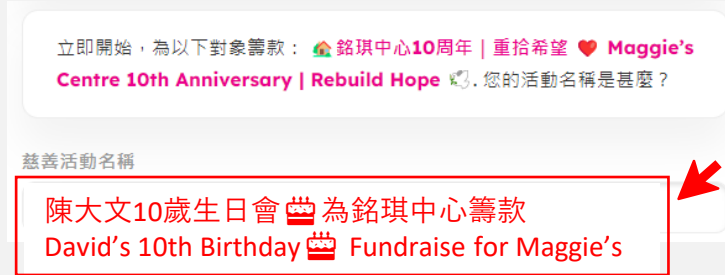 立即開始，為以下對象籌款： 🏠銘琪中心10周年 | 重拾希望 ❤️ Maggie’s
Centre 10th Anniversary | Rebuild Hope 🕊️. 您的活動名稱是甚麼？
慈善活動名稱
陳大文10歲生日會🎂為銘琪中心籌款
David’s 10th Birthday🎂 Fundraise for Maggie’s